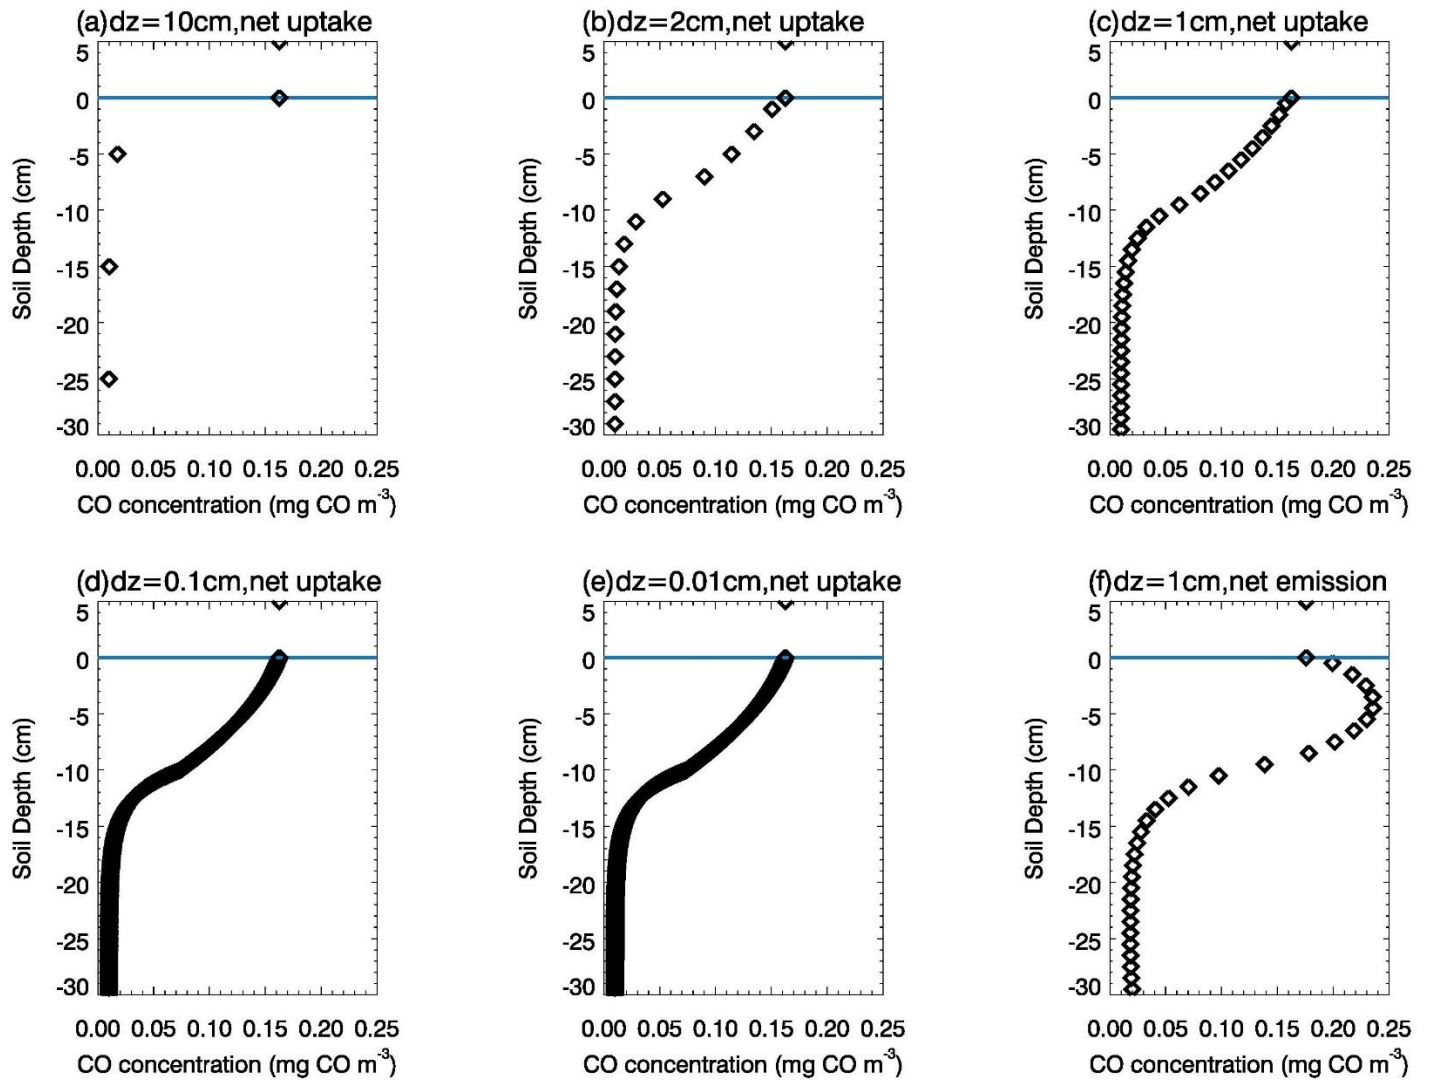 (a)dz=10cm,net uptake
5
0
-5
-10
-15
-20
-25
-30
Soil Depth (cm)
0.00 0.05 0.10 0.15 0.20 0.25
CO concentration (mg CO m⁻³)
(b)dz=2cm,net uptake
5
0
-5
-10
-15
-20
-25
-30
Soil Depth (cm)
0.00 0.05 0.10 0.15 0.20 0.25
CO concentration (mg CO m⁻³)
(c)dz=1cm,net uptake
5
0
-5
-10
-15
-20
-25
-30
Soil Depth (cm)
0.00 0.05 0.10 0.15 0.20 0.25
CO concentration (mg CO m⁻³)
(d)dz=0.1cm,net uptake
5
0
-5
-10
-15
-20
-25
-30
Soil Depth (cm)
0.00 0.05 0.10 0.15 0.20 0.25
CO concentration (mg CO m⁻³)
(e)dz=0.01cm,net uptake
5
0
-5
-10
-15
-20
-25
-30
Soil Depth (cm)
0.00 0.05 0.10 0.15 0.20 0.25
CO concentration (mg CO m⁻³)
(f)dz=1cm,net emission
5
0
-5
-10
-15
-20
-25
-30
Soil Depth (cm)
0.00 0.05 0.10 0.15 0.20 0.25
CO concentration (mg CO m⁻³)